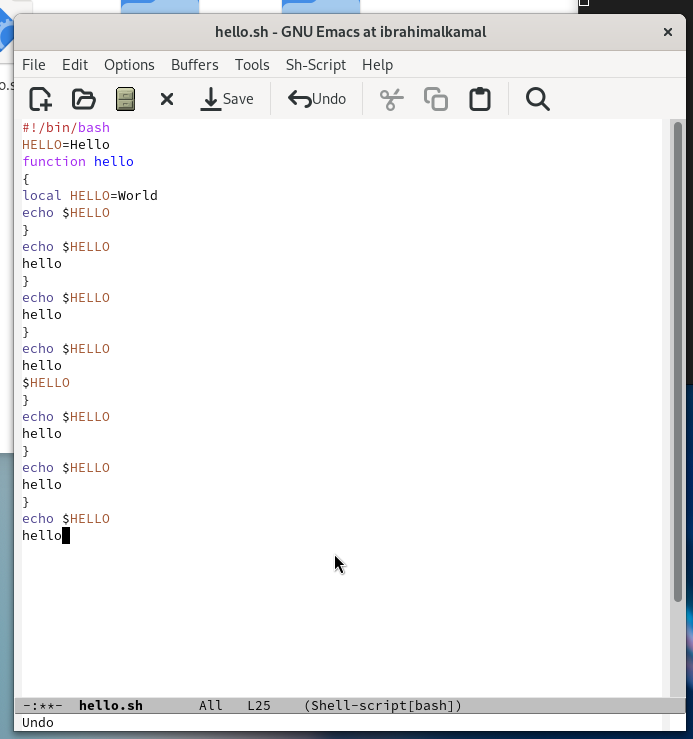 o.s
hello.sh - GNU Emacs at ibrahimalkamal
File Edit Options Buffers Tools Sh-Script Help
Save Undo
#!/bin/bash
HELLO=Hello
function hello
{
local HELLO=World
echo $HELLO
}
echo $HELLO
hello
}
echo $HELLO
hello
}
echo $HELLO
hello
$HELLO
}
echo $HELLO
hello
}
echo $HELLO
hello
}
echo $HELLO
hello
-:**- hello.sh All L25 (Shell-script[bash])
Undo